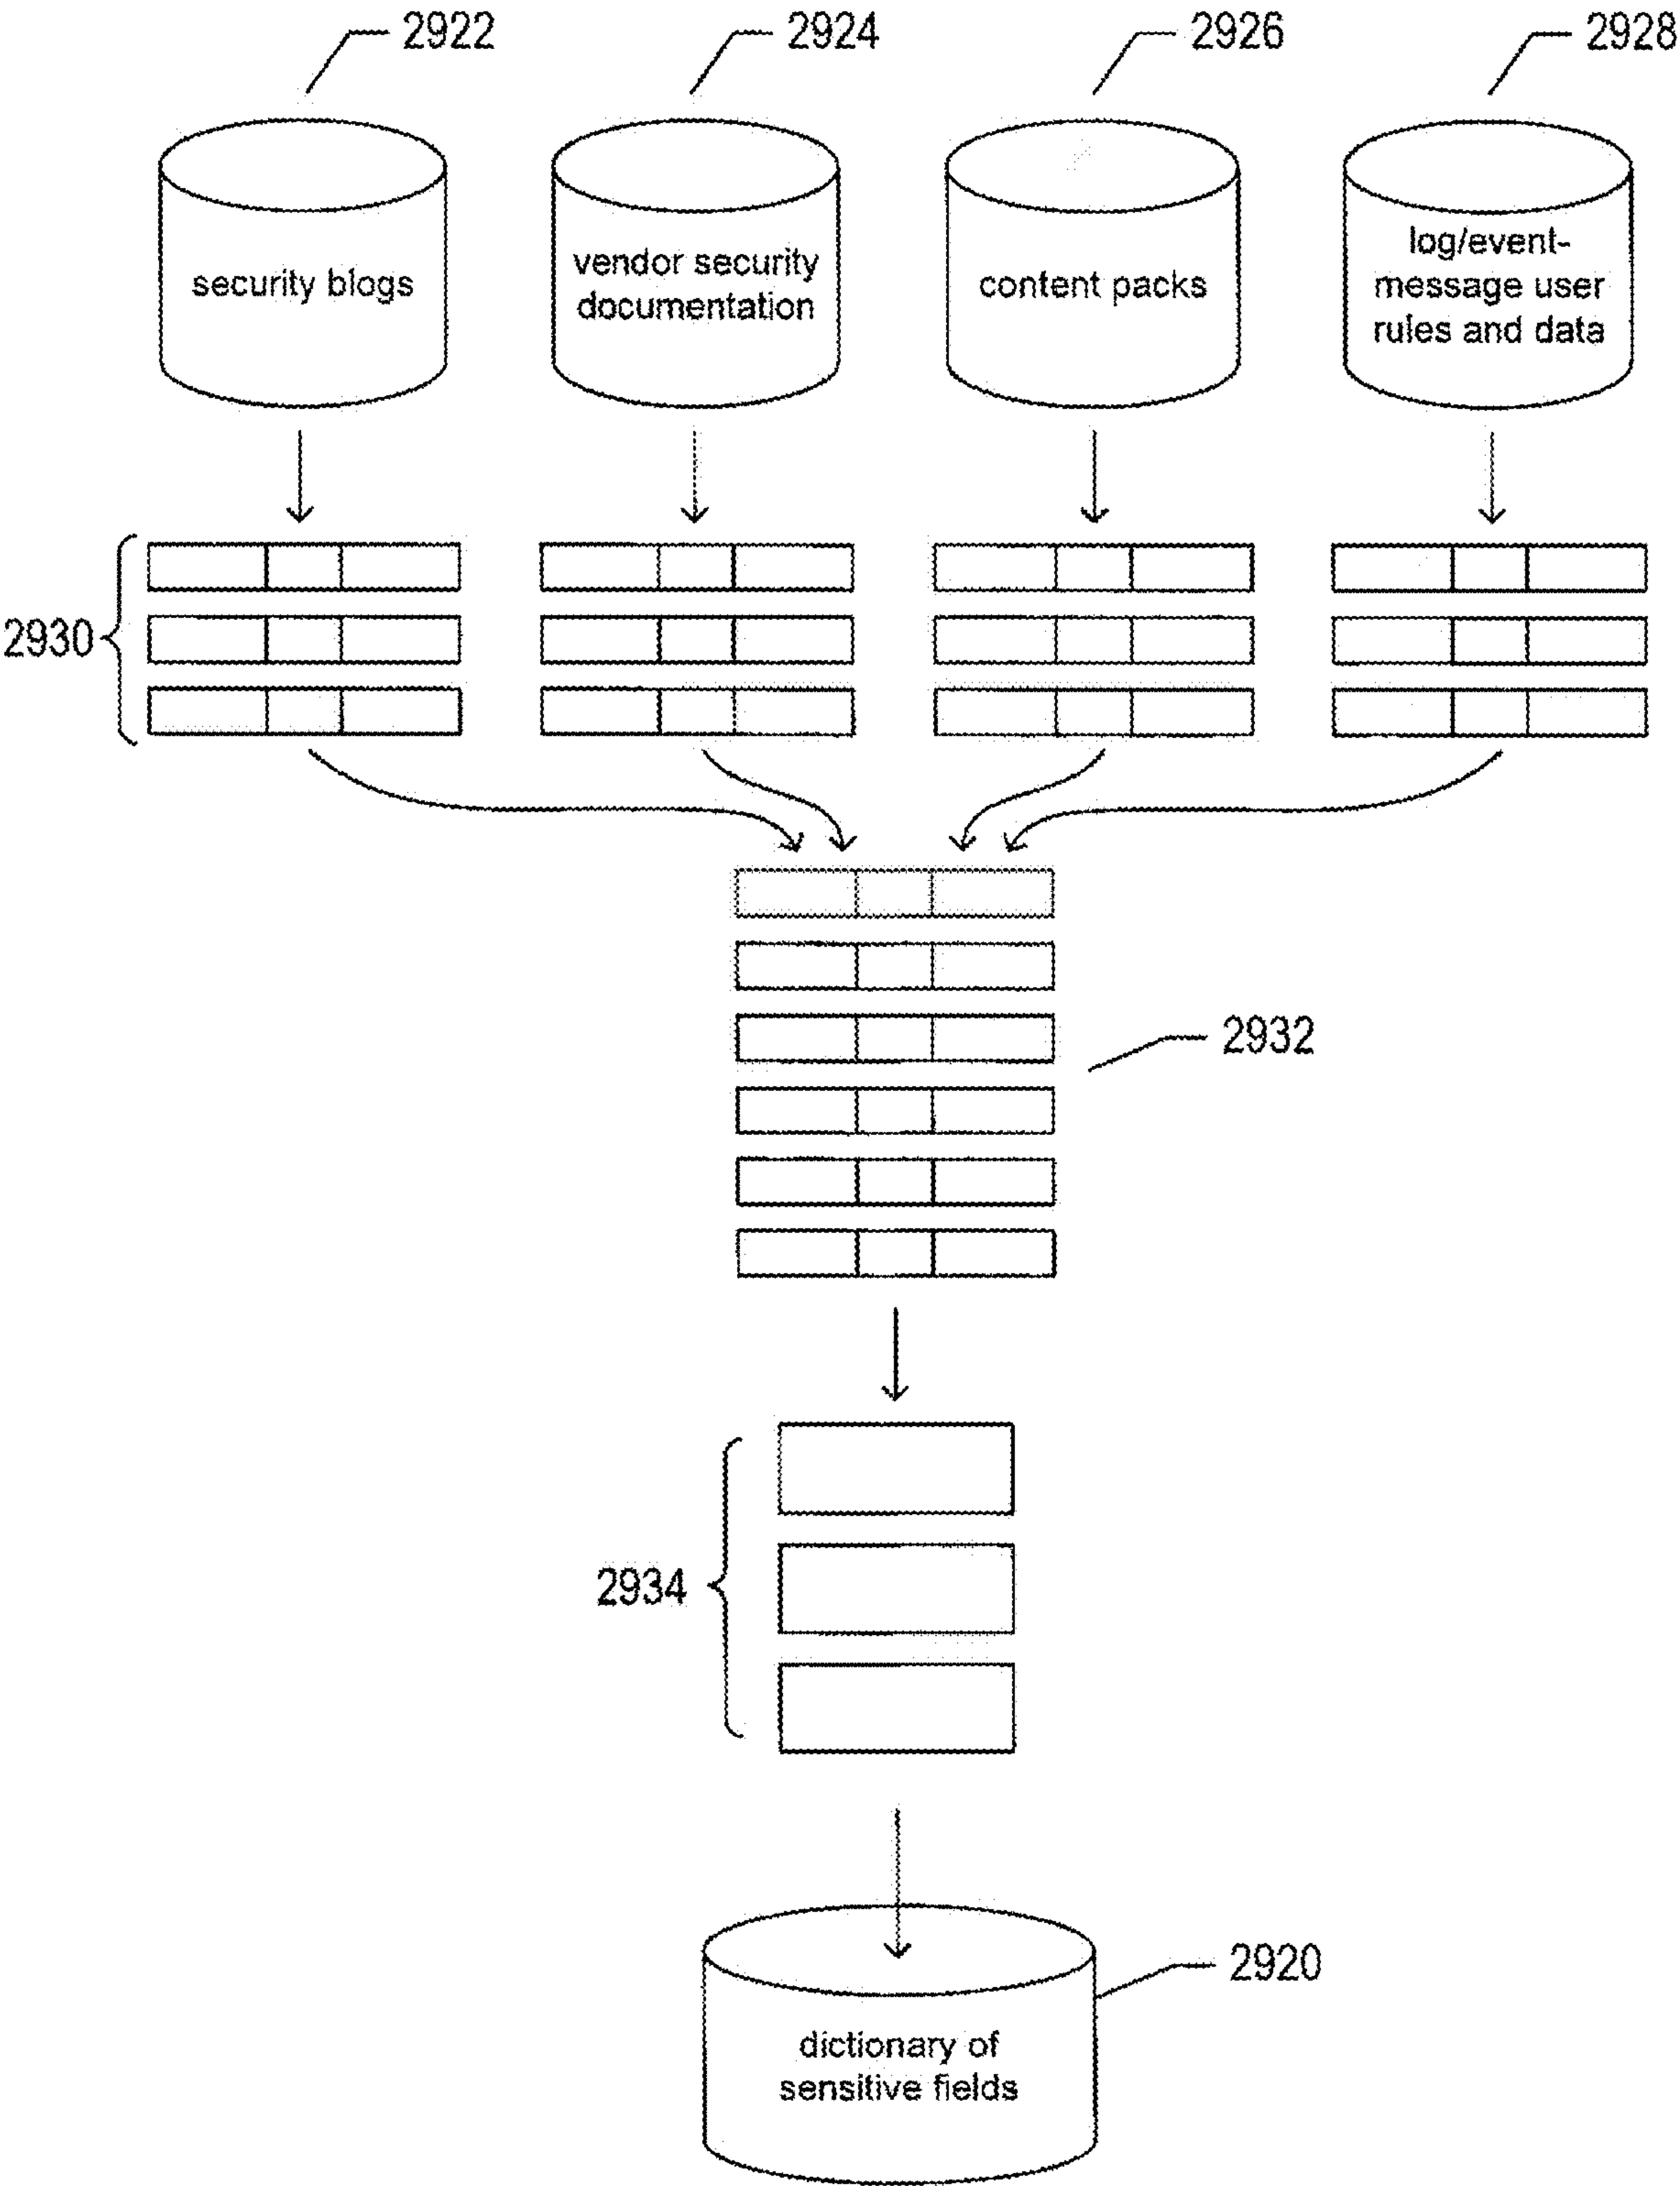 2922
2924
2926
2928
security blogs
vendor security
documentation
content packs
log/event-
message user
rules and data
2930
2932
2934
2920
dictionary of
sensitive fields